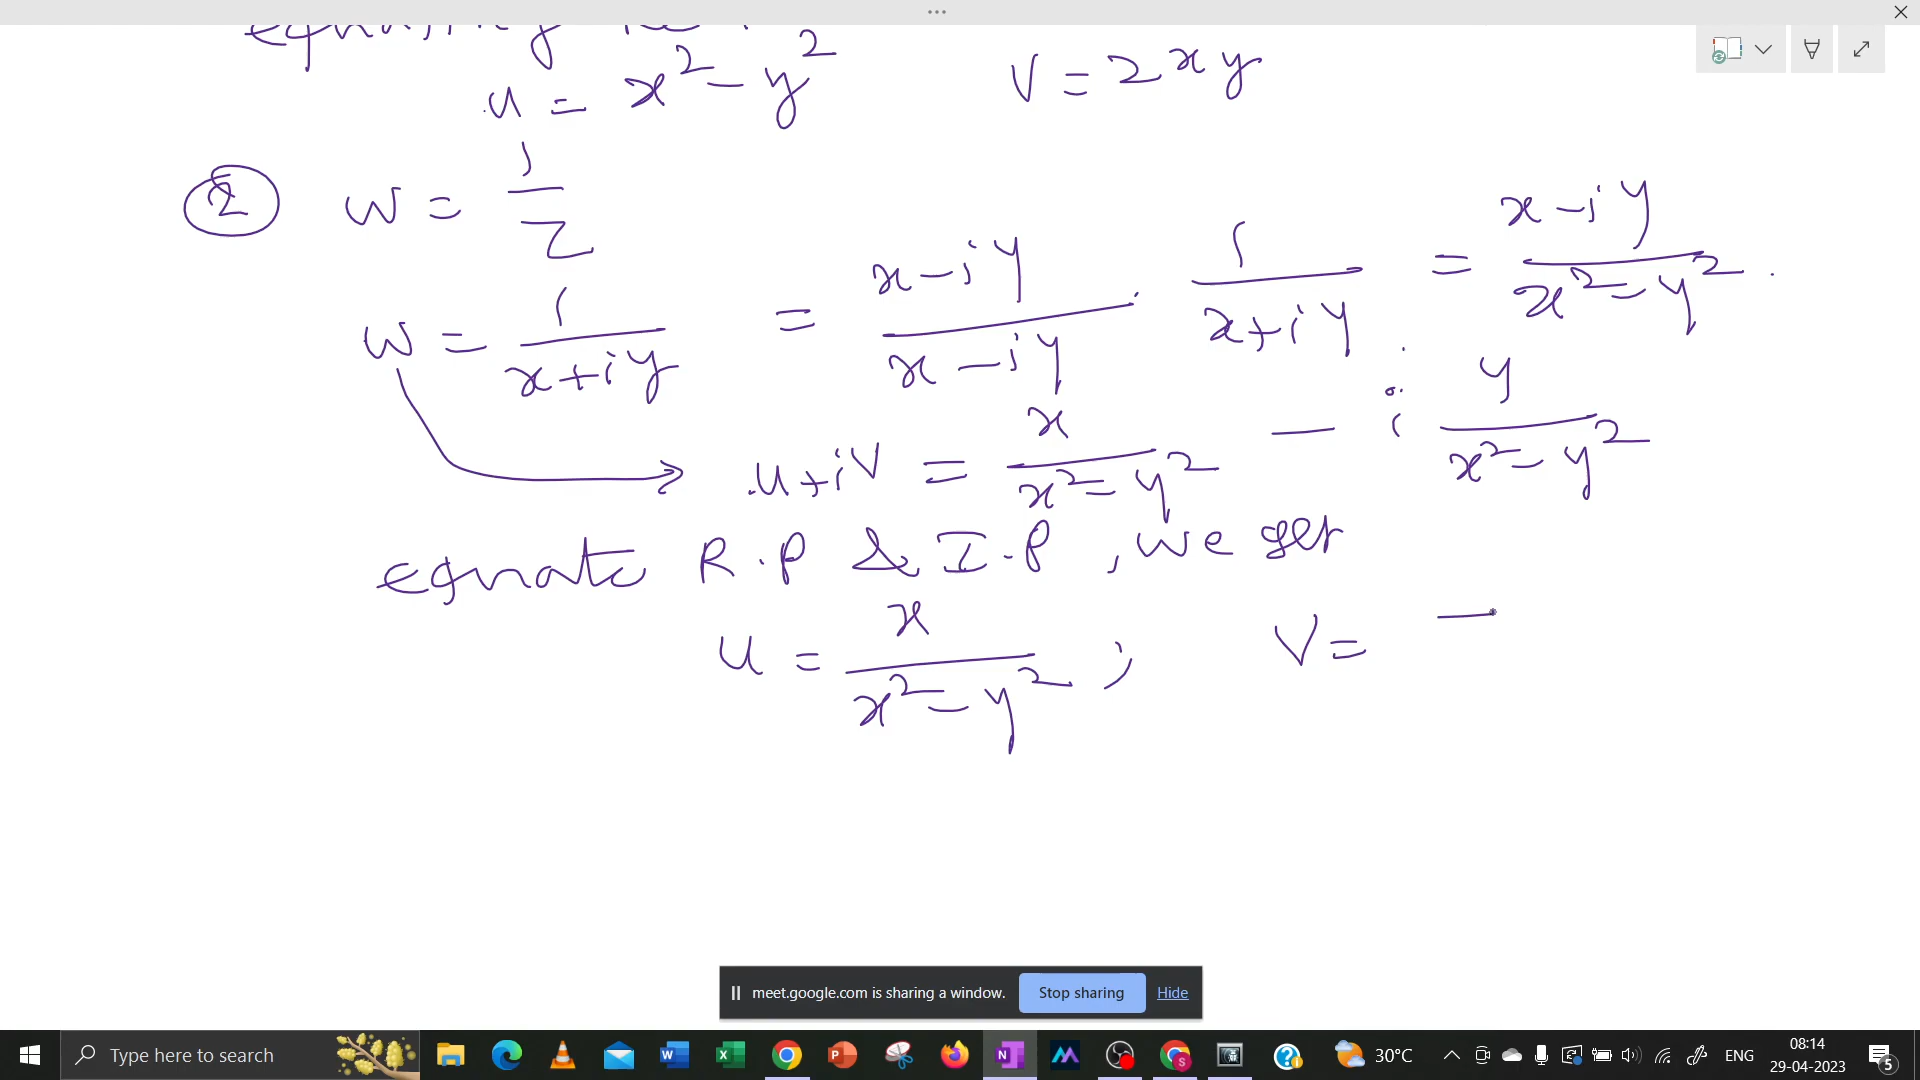 equating
u = x² - y² V = 2xy
② W = 1/z
W = 1/(x+iy) = (x-iy)/(x-iy) · 1/(x+iy) = (x-iy)/(x²-y²).
u+iV = x/(x²-y²) - i y/(x²-y²)
equate R.P & I.P, we get
u = x/(x²-y²) ; V = —
meet.google.com is sharing a window. Stop sharing Hide
Type here to search 30°C ENG 08:14
29-04-2023 5